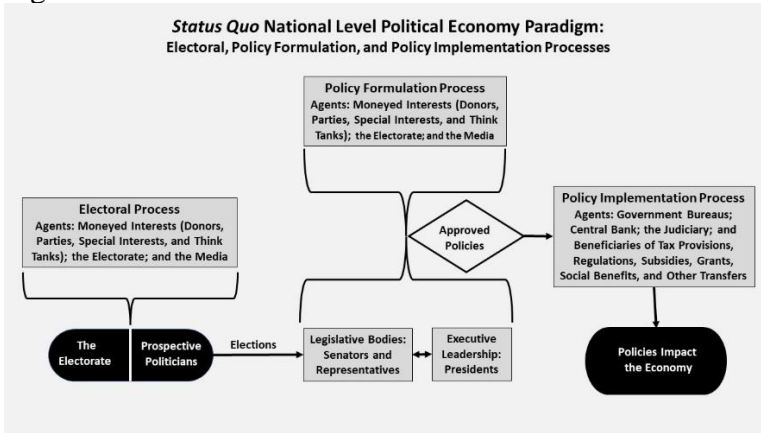 Status Quo National Level Political Economy Paradigm:
Electoral, Policy Formulation, and Policy Implementation Processes
Policy Formulation Process
Agents: Moneyed Interests (Donors,
Parties, Special Interests, and Think
Tanks); the Electorate; and the Media
Electoral Process
Agents: Moneyed Interests (Donors,
Parties, Special Interests, and Think
Tanks); the Electorate; and the Media
Approved
Policies
Policy Implementation Process
Agents: Government Bureaus;
Central Bank; the Judiciary; and
Beneficiaries of Tax Provisions,
Regulations, Subsidies, Grants,
Social Benefits, and Other Transfers
The
Electorate
Prospective
Politicians
Elections
Legislative Bodies:
Senators and
Representatives
Executive
Leadership:
Presidents
Policies Impact
the Economy